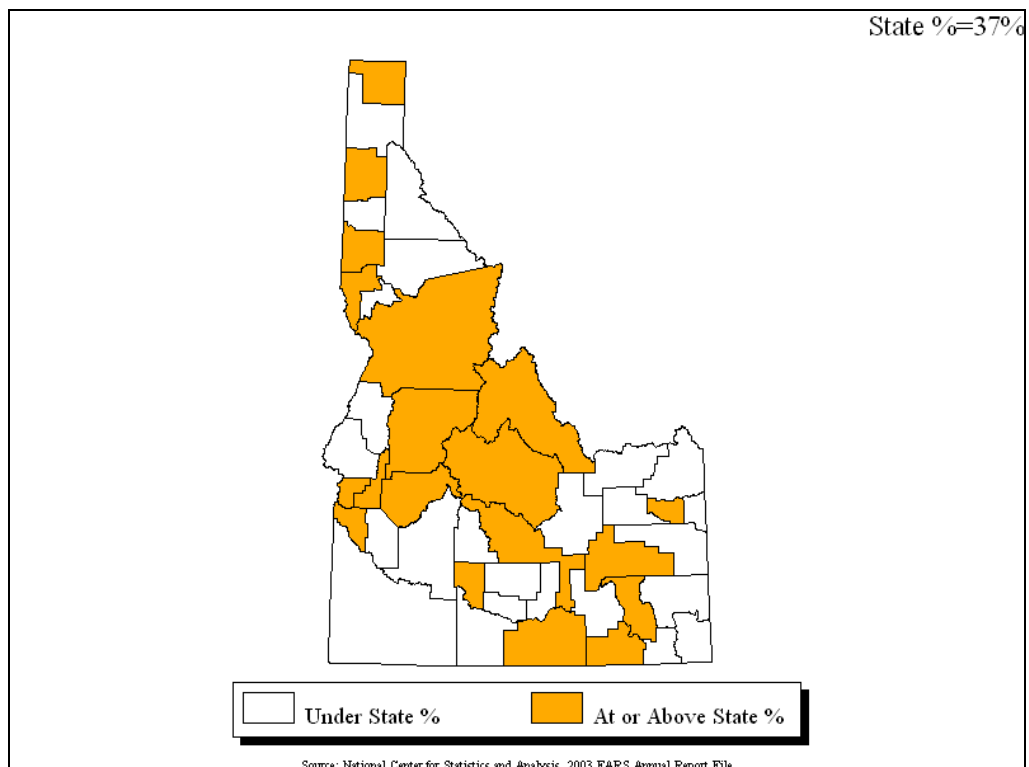 State %=37%
Under State %
At or Above State %
Source: National Center for Statistics and Analysis, 2003 FARS Annual Report File